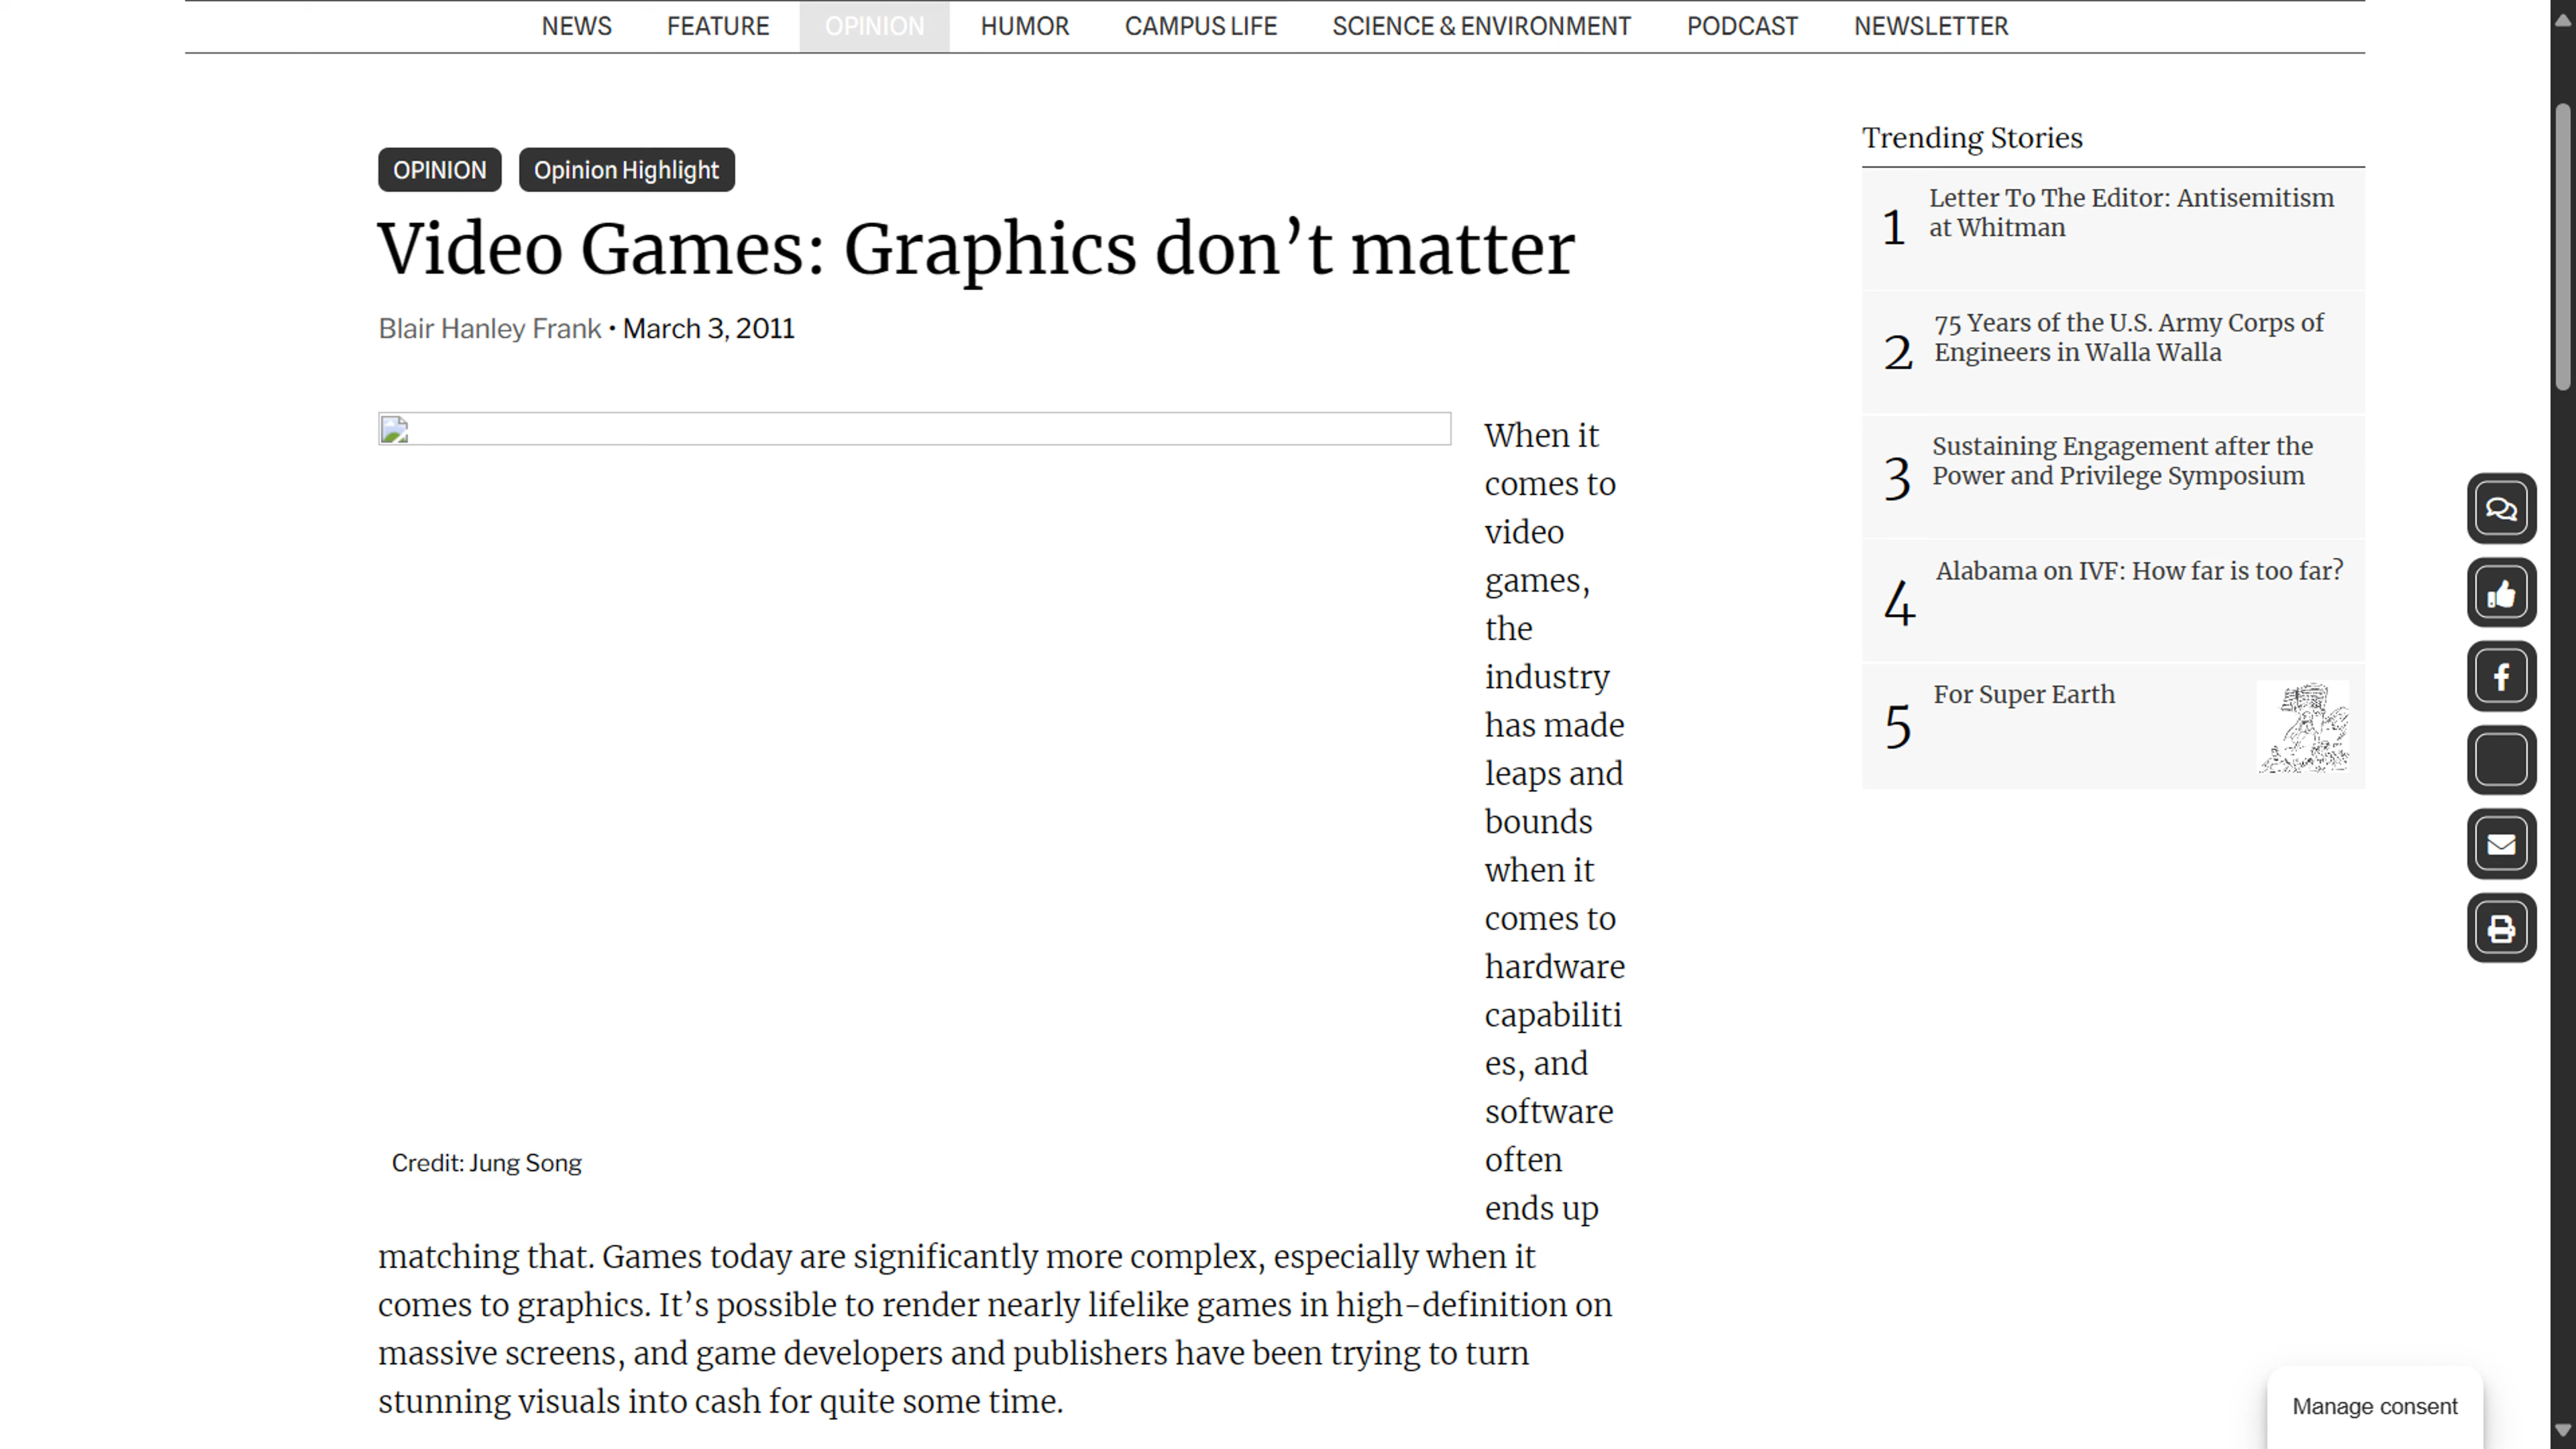 NEWS FEATURE OPINION HUMOR CAMPUS LIFE SCIENCE & ENVIRONMENT PODCAST NEWSLETTER
OPINION Opinion Highlight
Video Games: Graphics don’t matter
Blair Hanley Frank • March 3, 2011
When it
comes to
video
games,
the
industry
has made
leaps and
bounds
when it
comes to
hardware
capabiliti
es, and
software
often
ends up
Credit: Jung Song
matching that. Games today are significantly more complex, especially when it
comes to graphics. It’s possible to render nearly lifelike games in high-definition on
massive screens, and game developers and publishers have been trying to turn
stunning visuals into cash for quite some time.
Trending Stories
1 Letter To The Editor: Antisemitism
at Whitman
2 75 Years of the U.S. Army Corps of
Engineers in Walla Walla
3 Sustaining Engagement after the
Power and Privilege Symposium
4 Alabama on IVF: How far is too far?
5 For Super Earth
Manage consent